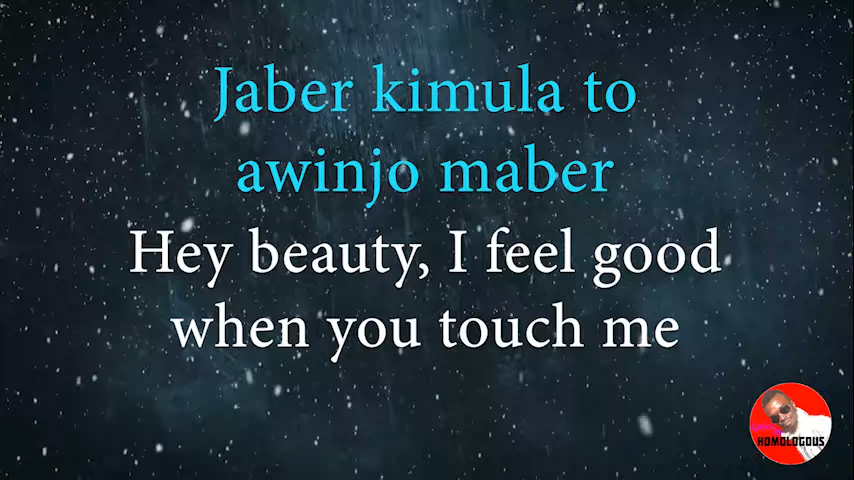 Jaber kimula to
awinjo maber
Hey beauty, I feel good
when you touch me
HOMOLOGOUS